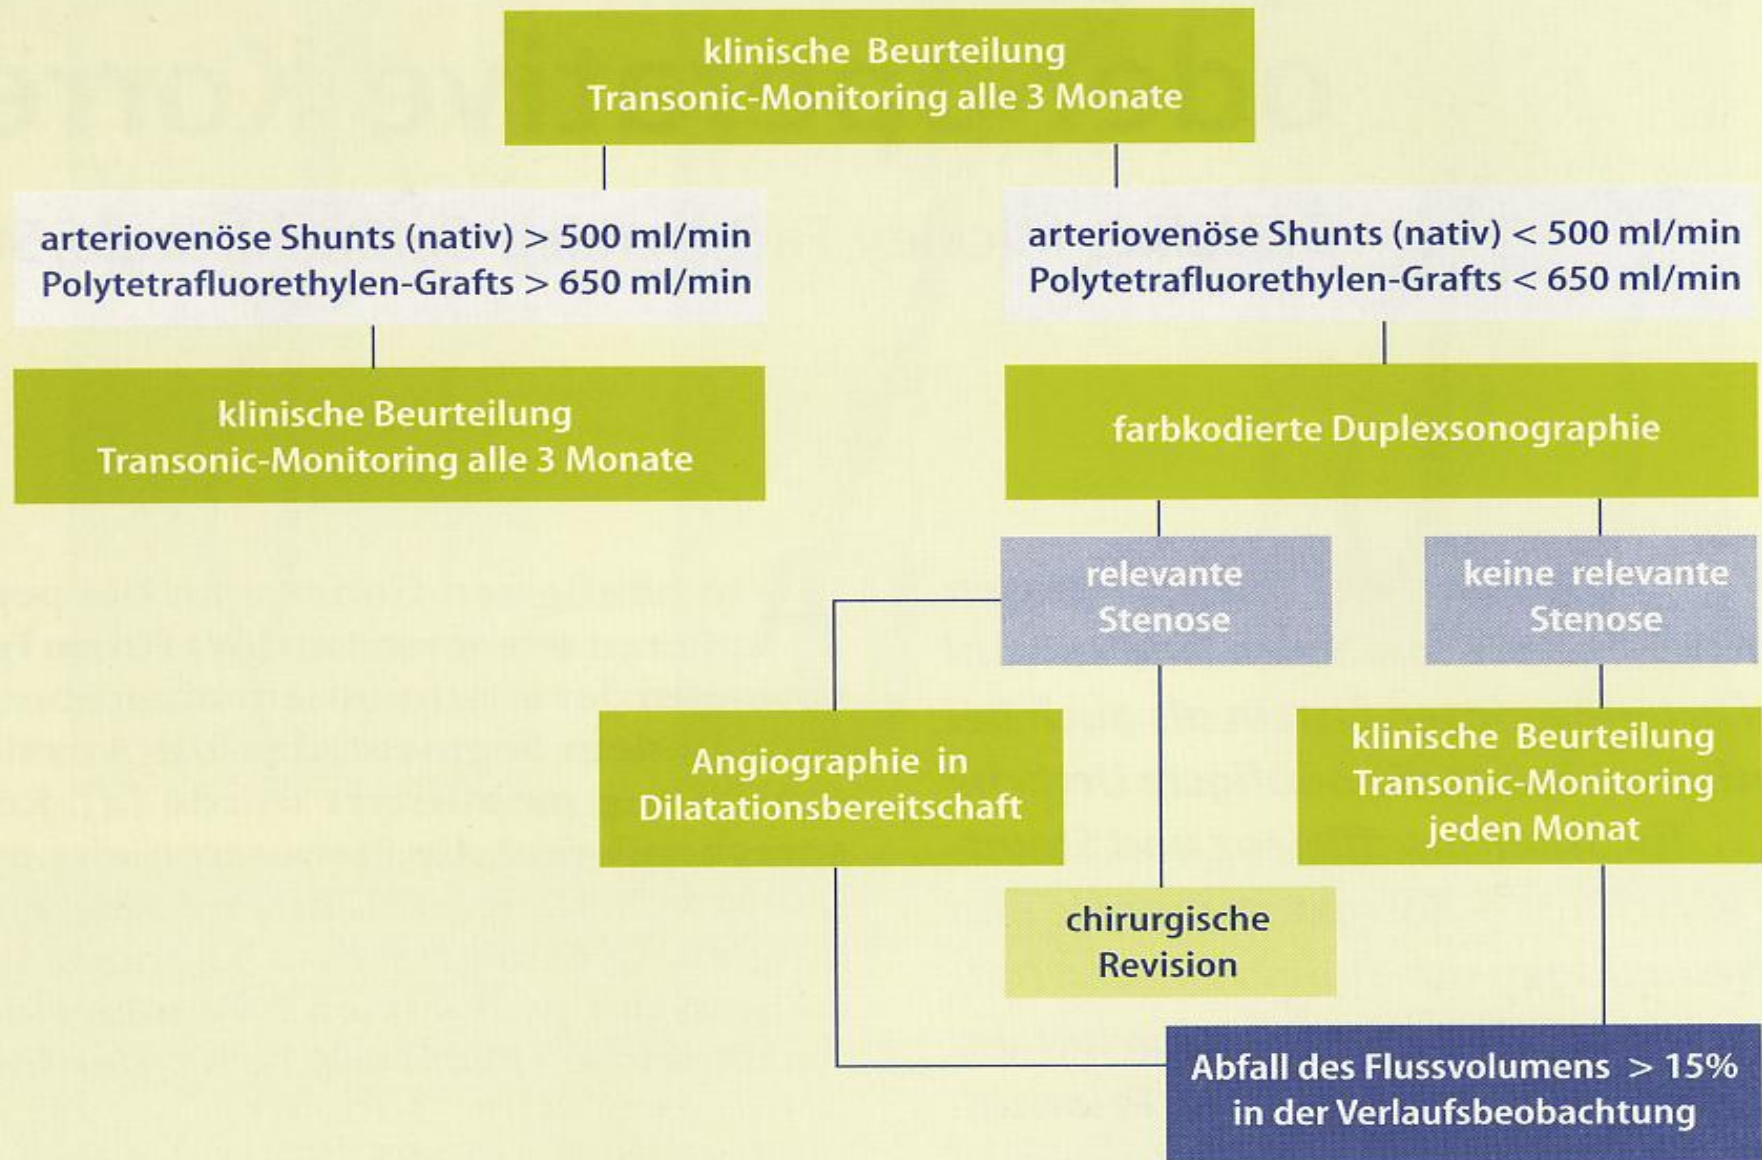 klinische Beurteilung
Transonic-Monitoring alle 3 Monate
arteriovenöse Shunts (nativ) > 500 ml/min
Polytetrafluorethylen-Grafts > 650 ml/min
arteriovenöse Shunts (nativ) < 500 ml/min
Polytetrafluorethylen-Grafts < 650 ml/min
klinische Beurteilung
Transonic-Monitoring alle 3 Monate
farbkodierte Duplexsonographie
relevante
Stenose
keine relevante
Stenose
Angiographie in
Dilatationsbereitschaft
klinische Beurteilung
Transonic-Monitoring
jeden Monat
chirurgische
Revision
Abfall des Flussvolumens > 15%
in der Verlaufsbeobachtung